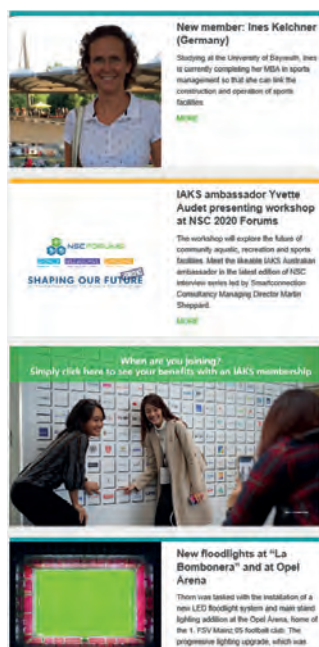 New member: Ines Kelchner
(Germany)
Studying at the University of Bayreuth, Ines
is currently completing her MBA in sports
management so that she can link the
construction and operation of sports
facilities
MORE
IAKS ambassador Yvette
Audet presenting workshop
at NSC 2020 Forums
The workshop will explore the future of
community aquatic, recreation and sports
facilities. Meet the likeable IAKS Australian
ambassador in the latest edition of NSC
interview series led by Smartconnection
Consultancy Managing Director Martin
Sheppard.
MORE
NSC FORUMS
SHAPING OUR FUTURE
When are you joining?
Simply click here to see your benefits with an IAKS membership
New floodlights at “La
Bombonera” and at Opel
Arena
Thorn was tasked with the installation of a
new LED floodlight system and main stand
lighting addition at the Opel Arena, home of
the 1. FSV Mainz 05 football club. The
progressive lighting upgrade, which was